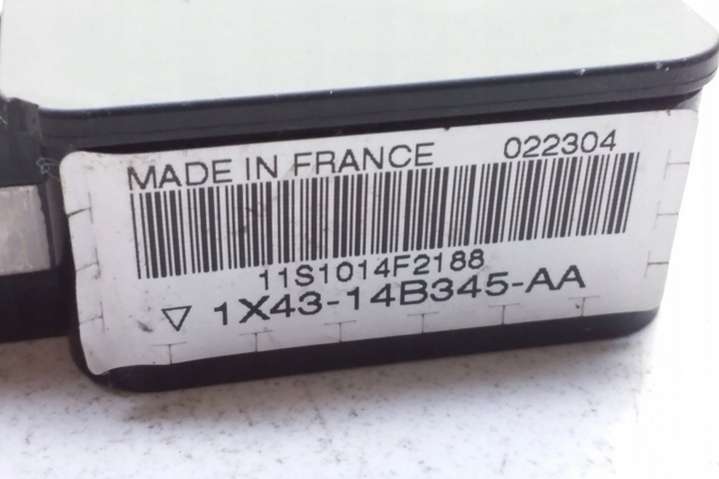 MADE IN FRANCE 022304
11S1014F2188
1X43-14B345-AA